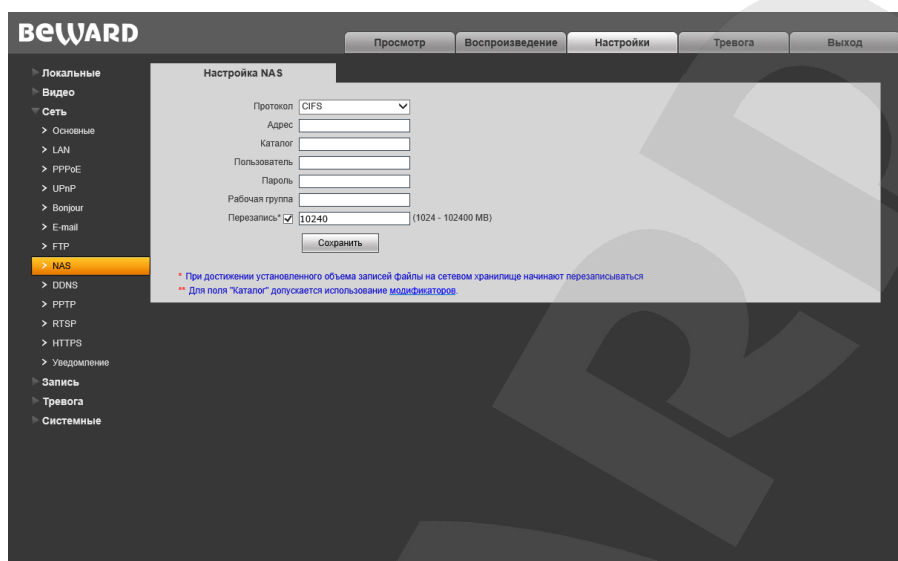 BEWARD
Просмотр Воспроизведение Настройки Тревога Выход
Локальные
Видео
Сеть
> Основные
> LAN
> PPPoE
> UPnP
> Bonjour
> E-mail
> FTP
> NAS
> DDNS
> PPTP
> RTSP
> HTTPS
> Уведомление
Запись
Тревога
Системные
Настройка NAS
Протокол CIFS
Адрес
Каталог
Пользователь
Пароль
Рабочая группа
Перезапись* 10240 (1024 - 102400 MB)
Сохранить
* При достижении установленного объема записей файлы на сетевом хранилище начинают перезаписываться
** Для поля "Каталог" допускается использование модификаторов.